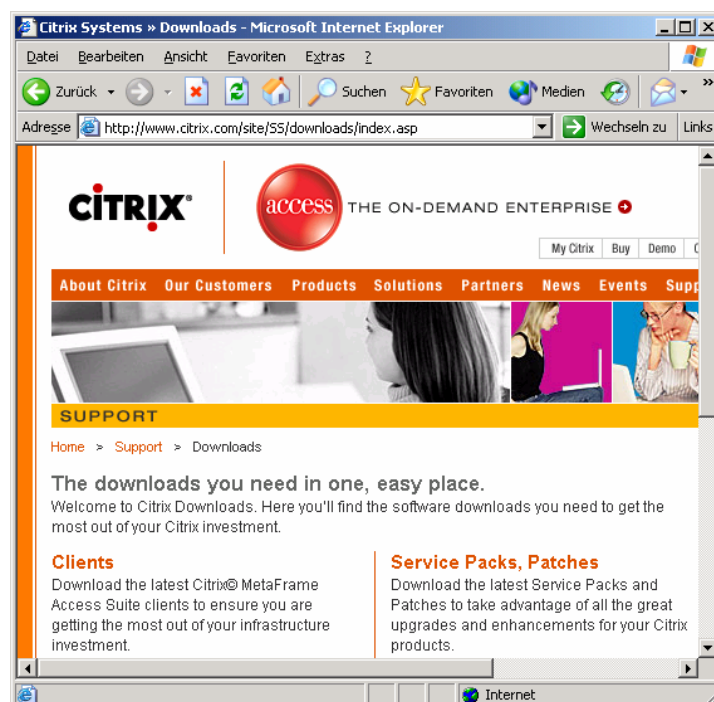 Citrix Systems » Downloads - Microsoft Internet Explorer
Datei Bearbeiten Ansicht Favoriten Extras ?
Zurück Suchen Favoriten Medien »
Adresse http://www.citrix.com/site/SS/downloads/index.asp Wechseln zu Links
CiTRIX® access THE ON-DEMAND ENTERPRISE
My Citrix Buy Demo
About Citrix Our Customers Products Solutions Partners News Events Supp
SUPPORT
Home > Support > Downloads
The downloads you need in one, easy place.
Welcome to Citrix Downloads. Here you'll find the software downloads you need to get the
most out of your Citrix investment.
Clients
Download the latest Citrix© MetaFrame
Access Suite clients to ensure you are
getting the most out of your infrastructure
investment.
Service Packs, Patches
Download the latest Service Packs and
Patches to take advantage of all the great
upgrades and enhancements for your Citrix
products.
Internet